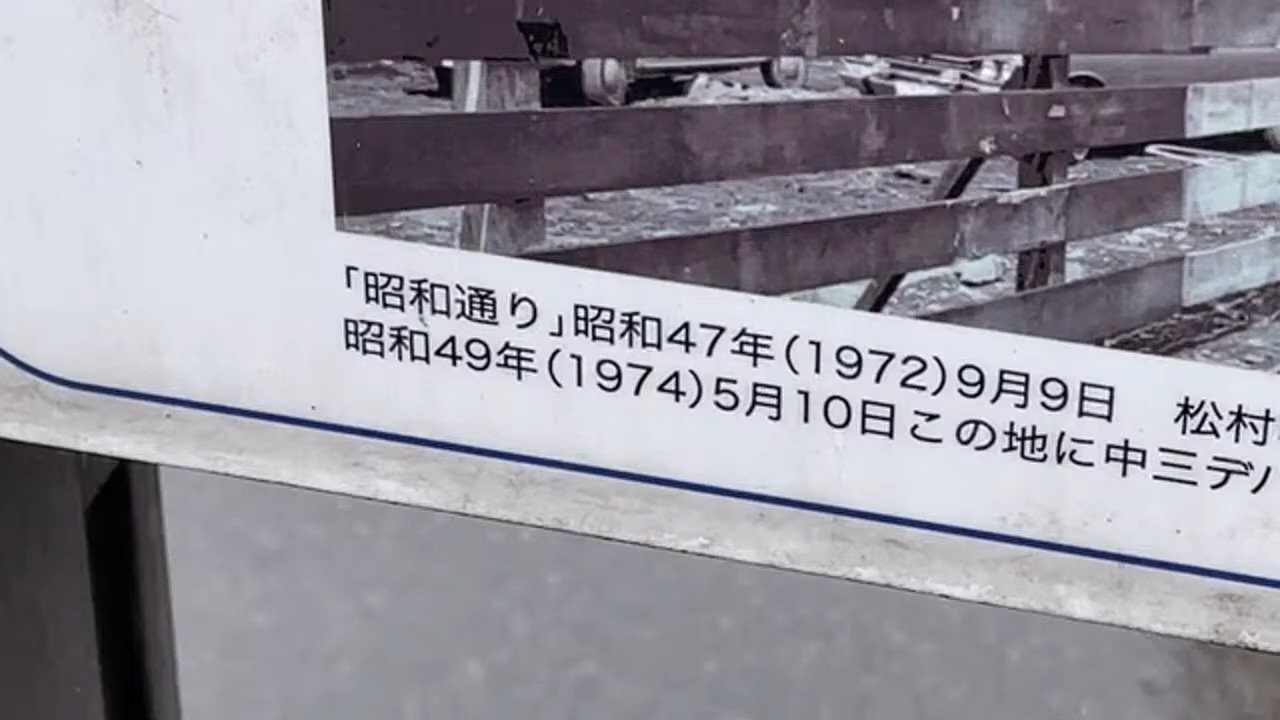 「昭和通り」昭和47年(1972)9月9日　松村
昭和49年(1974)5月10日この地に中三デ